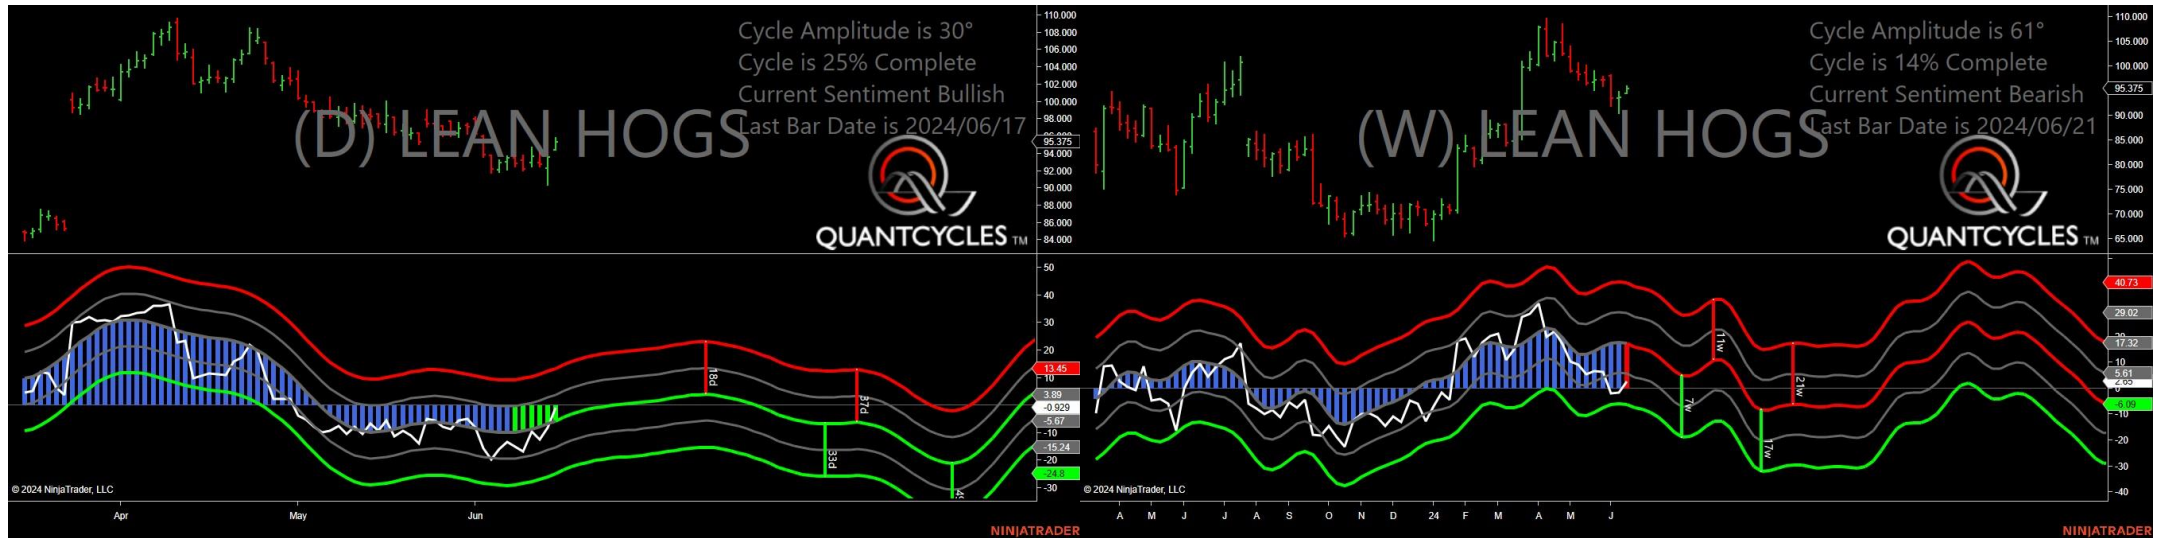 Cycle Amplitude is 30°
Cycle is 25% Complete
Current Sentiment Bullish
Last Bar Date is 2024/06/17
(D) LEAN HOGS
QUANTCYCLES TM
110.000
108.000
106.000
104.000
102.000
100.000
98.000
95.375
94.000
92.000
90.000
88.000
86.000
84.000
50
40
30
20
13.45
10
3.89
-0.929
-5.67
-10
-15.24
-20
-24.8
-30
18d
37d
33d
© 2024 NinjaTrader, LLC
Apr
May
Jun
NINJATRADER
Cycle Amplitude is 61°
Cycle is 14% Complete
Current Sentiment Bearish
Last Bar Date is 2024/06/21
(W) LEAN HOGS
QUANTCYCLES TM
110.000
105.000
100.000
95.375
90.000
85.000
80.000
75.000
70.000
65.000
40.73
29.02
17.32
10
5.61
2.65
-6.09
-10
-20
-30
-40
11w
21w
7w
17w
© 2024 NinjaTrader, LLC
A
M
J
J
A
S
O
N
D
24
F
M
A
M
J
NINJATRADER